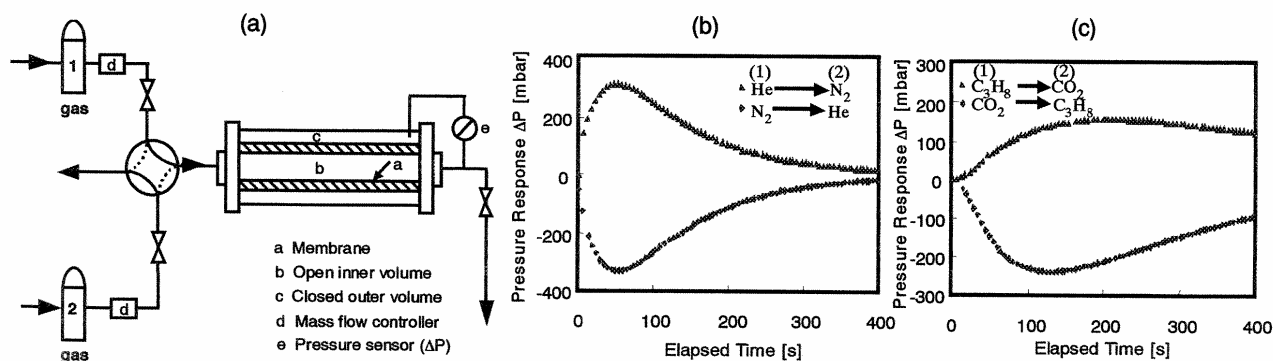 (a)
1
d
gas
c
b
a
e
2
d
gas
a Membrane
b Open inner volume
c Closed outer volume
d Mass flow controller
e Pressure sensor (ΔP)
(b)
Pressure Response ΔP [mbar]
400
200
0
-200
-400
(1) (2)
He N₂
N₂ He
0 100 200 300 400
Elapsed Time [s]
(c)
Pressure Response ΔP [mbar]
300
200
100
0
-100
-200
-300
(1) (2)
C₃H₈ CO₂
CO₂ C₃H₈
0 100 200 300 400
Elapsed Time [s]